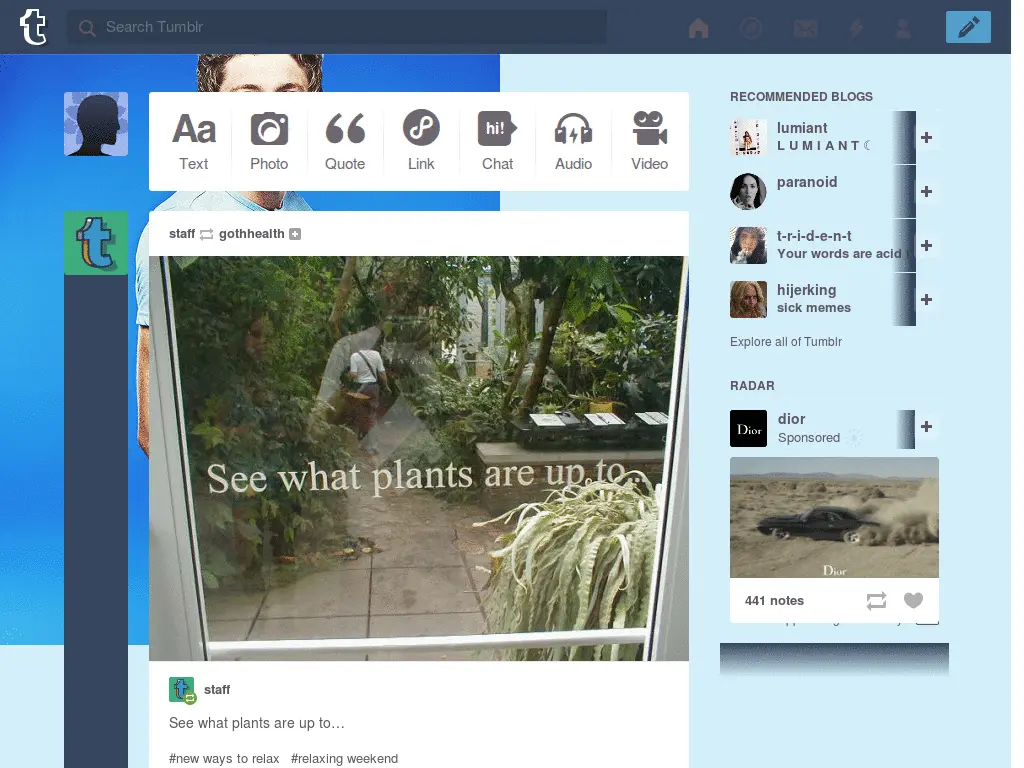 t
Search Tumblr
Aa
hi!
Text
Photo
Quote
Link
Chat
Audio
Video
staff gothhealth
See what plants are up to...
t
staff
See what plants are up to…
#new ways to relax #relaxing weekend
RECOMMENDED BLOGS
lumiant
L U M I A N T ☾
paranoid
t-r-i-d-e-n-t
Your words are acid
hijerking
sick memes
Explore all of Tumblr
RADAR
Dior
dior
Sponsored
Dior
441 notes